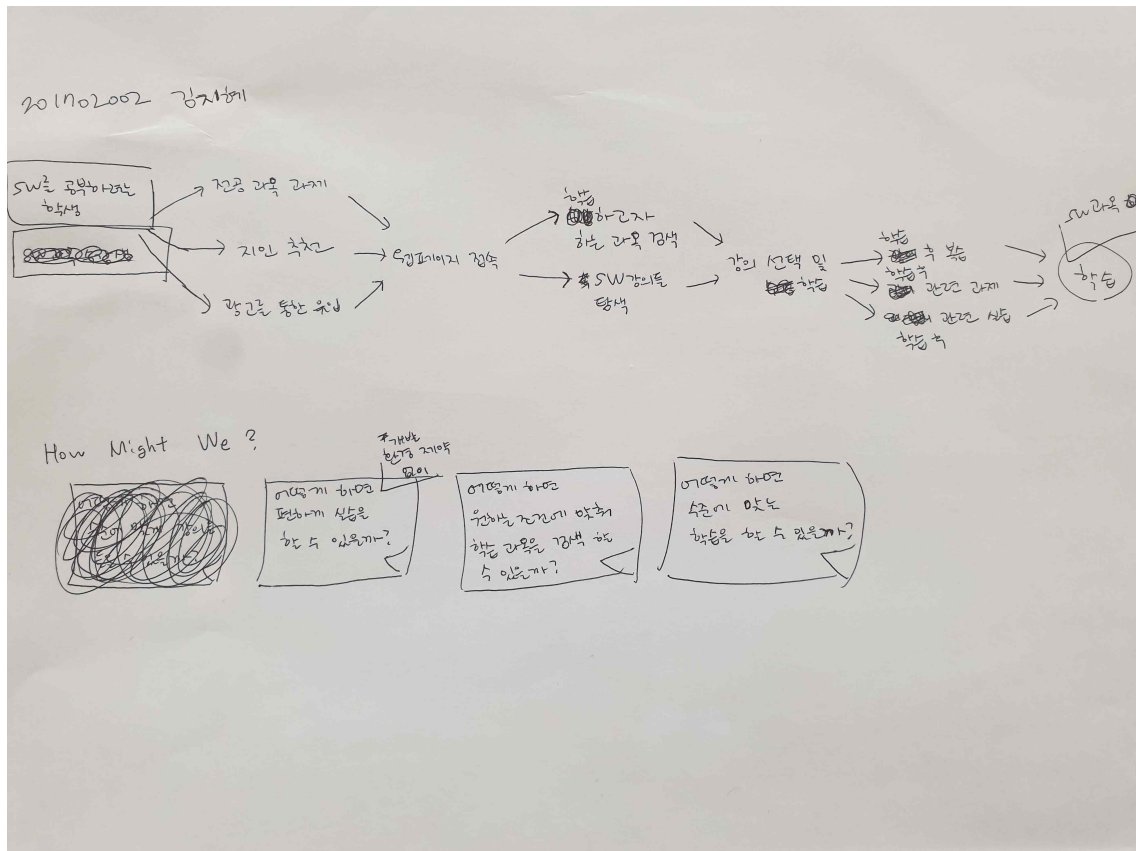 201702002 김지혜
SW를 공부하려는
학생
전공 과목 과제
지인 추천
광고를 통한 유입
웹페이지 접속
학습
하고자
하는 과목 검색
SW강의들
탐색
강의 선택 및
학습
학습
후 복습
학습 후
관련 과제
관련 실습
학습 후
SW과목
학습
How Might We ?
어떻게 하면
편하게 실습을
할 수 있을까?
*개발
환경 제약
없이
어떻게 하면
원하는 조건에 맞춰
학습 과목을 검색 할
수 있을까?
어떻게 하면
수준에 맞는
학습을 할 수 있을까?